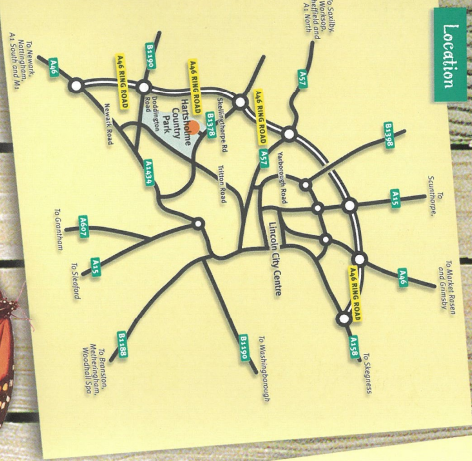 Location
To Saxilby,
Worksop,
Sheffield and
A1 North
A57
B1398
To
Scunthorpe,
A15
To Market Rasen
and Grimsby
A46
A46 RING ROAD
A57
Yarborough Road
Lincoln City Centre
A46 RING ROAD
A158
To Skegness
B1190
A46 RING ROAD
Skellingthorpe Rd
B1378
Hartsholme
Country
Park
Doddington
Road
A46 RING ROAD
Tritton Road
A46
To Newark,
Nottingham,
A1 South and M1
Newark Road
A1434
A607
To Grantham
A15
To Sleaford
B1188
To Branston,
Metheringham,
Woodhall Spa
B1190
To Washingborough